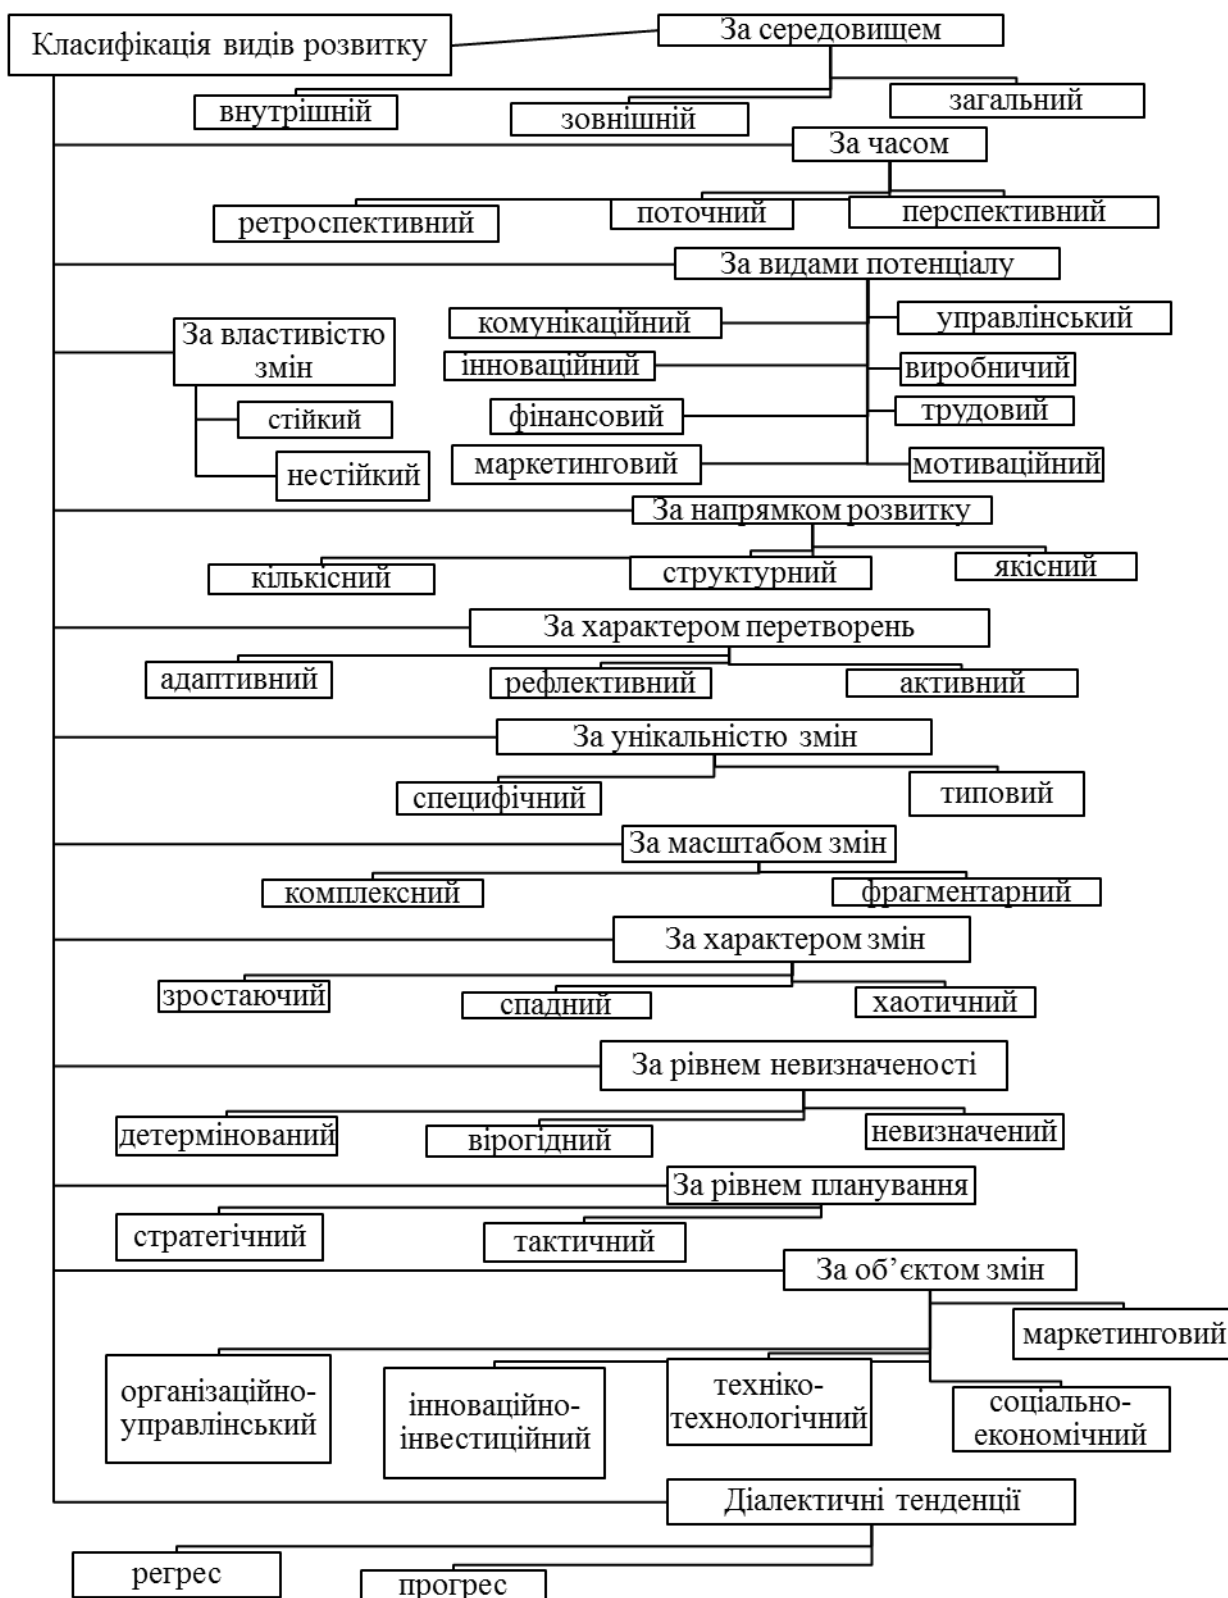 Класифікація видів розвитку
За середовищем
внутрішній
зовнішній
загальний
За часом
ретроспективний
поточний
перспективний
За видами потенціалу
За властивістю
змін
стійкий
нестійкий
комунікаційний
управлінський
інноваційний
виробничий
фінансовий
трудовий
маркетинговий
мотиваційний
За напрямком розвитку
кількісний
структурний
якісний
За характером перетворень
адаптивний
рефлективний
активний
За унікальністю змін
специфічний
типовий
За масштабом змін
комплексний
фрагментарний
За характером змін
зростаючий
спадний
хаотичний
За рівнем невизначеності
детермінований
вірогідний
невизначений
За рівнем планування
стратегічний
тактичний
За об’єктом змін
маркетинговий
організаційно-
управлінський
інноваційно-
інвестиційний
техніко-
технологічний
соціально-
економічний
Діалектичні тенденції
регрес
прогрес